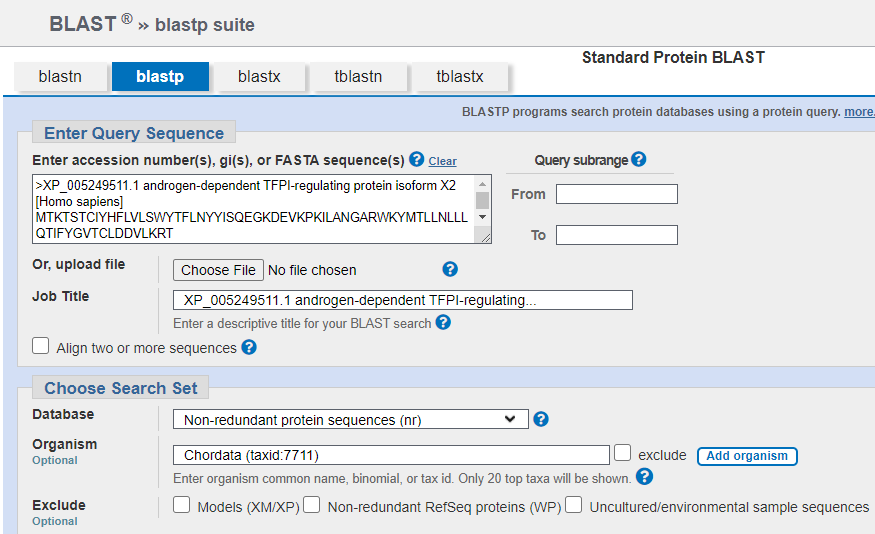 BLAST ® » blastp suite
Standard Protein BLAST
blastn blastp blastx tblastn tblastx
BLASTP programs search protein databases using a protein query. more.
Enter Query Sequence
Enter accession number(s), gi(s), or FASTA sequence(s) ? Clear Query subrange ?
>XP_005249511.1 androgen-dependent TFPI-regulating protein isoform X2
[Homo sapiens]
MTKTSTCIYHFLVLSWYTFLNYYISQEGKDEVKPKILANGARWKYMTLLNLLL
QTIFYGVTCLDDVLKRT
From
To
Or, upload file Choose File No file chosen ?
Job Title XP_005249511.1 androgen-dependent TFPI-regulating...
Enter a descriptive title for your BLAST search ?
Align two or more sequences ?
Choose Search Set
Database Non-redundant protein sequences (nr) ?
Organism
Optional
Chordata (taxid:7711) exclude Add organism
Enter organism common name, binomial, or tax id. Only 20 top taxa will be shown. ?
Exclude
Optional
Models (XM/XP) Non-redundant RefSeq proteins (WP) Uncultured/environmental sample sequences